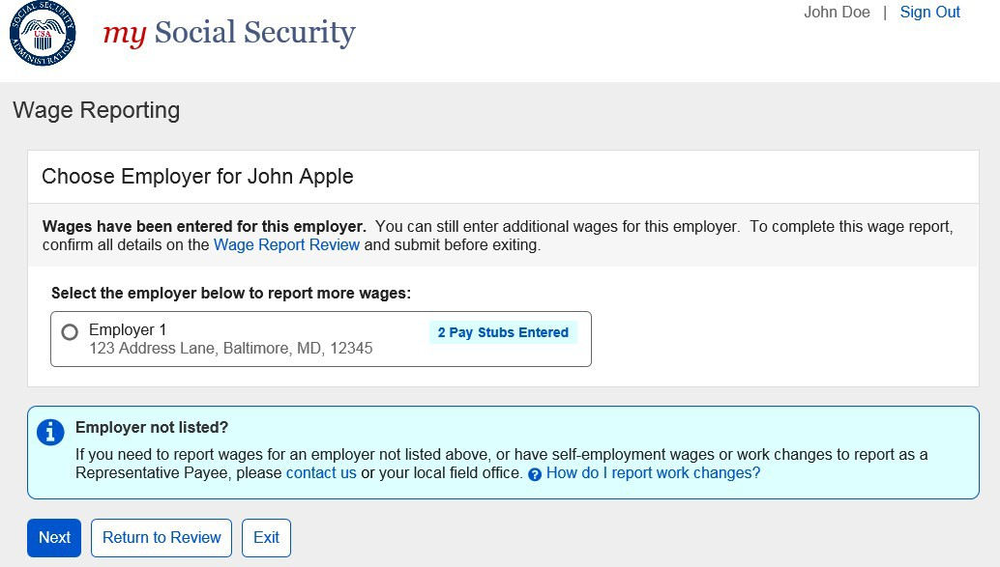 SOCIAL SECURITY
USA
ADMINISTRATION
my Social Security
John Doe | Sign Out
Wage Reporting
Choose Employer for John Apple
Wages have been entered for this employer. You can still enter additional wages for this employer. To complete this wage report,
confirm all details on the Wage Report Review and submit before exiting.
Select the employer below to report more wages:
Employer 1
2 Pay Stubs Entered
123 Address Lane, Baltimore, MD, 12345
Employer not listed?
If you need to report wages for an employer not listed above, or have self-employment wages or work changes to report as a
Representative Payee, please contact us or your local field office. ? How do I report work changes?
Next
Return to Review
Exit